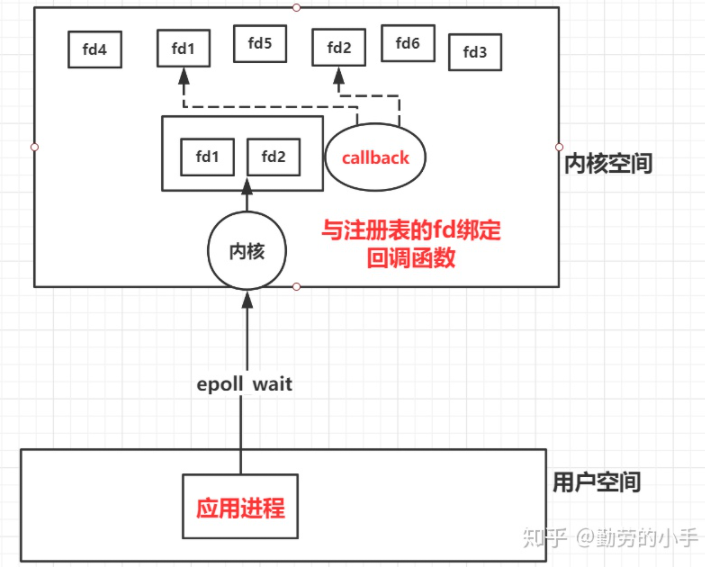 fd4
fd1
fd5
fd2
fd6
fd3
fd1
fd2
callback
内核空间
与注册表的fd绑定
回调函数
内核
epoll wait
用户空间
应用进程
知乎 @勤劳的小手